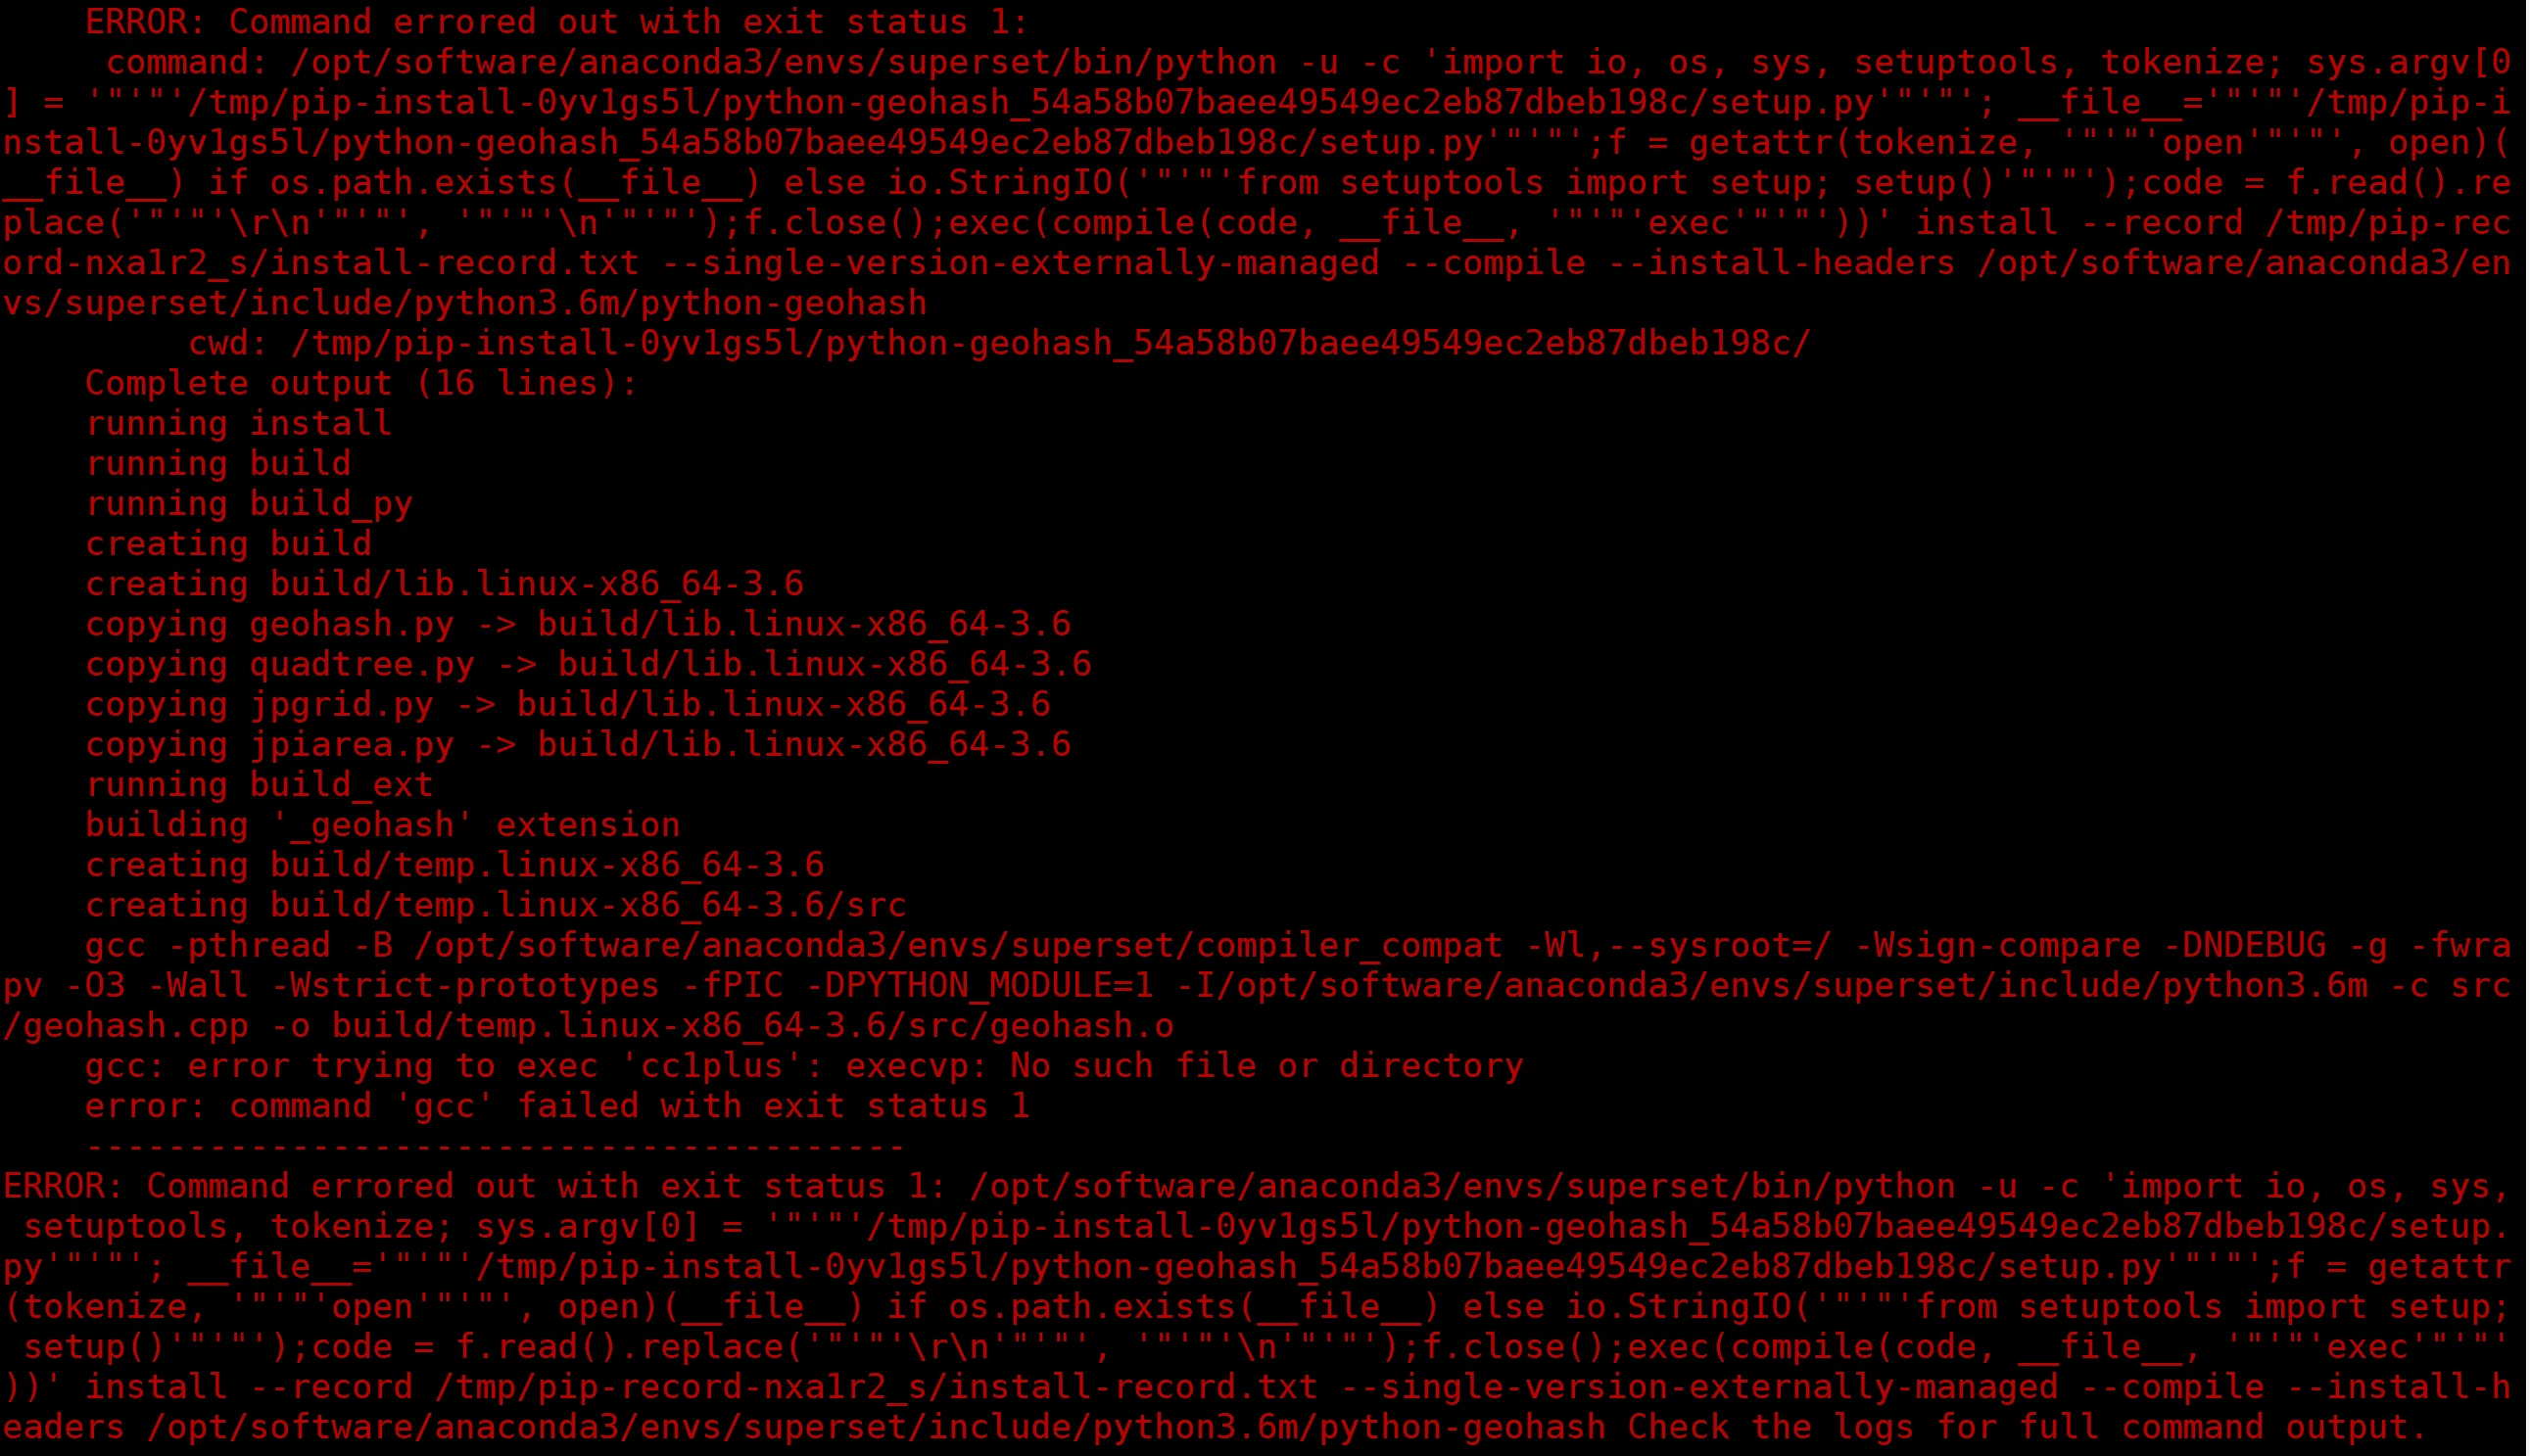 ERROR: Command errored out with exit status 1:
command: /opt/software/anaconda3/envs/superset/bin/python -u -c 'import io, os, sys, setuptools, tokenize; sys.argv[0
] = '"'"'/tmp/pip-install-0yv1gs5l/python-geohash_54a58b07baee49549ec2eb87dbeb198c/setup.py'"'"'; __file__='"'"'/tmp/pip-i
nstall-0yv1gs5l/python-geohash_54a58b07baee49549ec2eb87dbeb198c/setup.py'"'"';f = getattr(tokenize, '"'"'open'"'"', open)(
__file__) if os.path.exists(__file__) else io.StringIO('"'"'from setuptools import setup; setup()'"'"');code = f.read().re
place('"'"'\r\n'"'"', '"'"'\n'"'"');f.close();exec(compile(code, __file__, '"'"'exec'"'"'))' install --record /tmp/pip-rec
ord-nxa1r2_s/install-record.txt --single-version-externally-managed --compile --install-headers /opt/software/anaconda3/en
vs/superset/include/python3.6m/python-geohash
cwd: /tmp/pip-install-0yv1gs5l/python-geohash_54a58b07baee49549ec2eb87dbeb198c/
Complete output (16 lines):
running install
running build
running build_py
creating build
creating build/lib.linux-x86_64-3.6
copying geohash.py -> build/lib.linux-x86_64-3.6
copying quadtree.py -> build/lib.linux-x86_64-3.6
copying jpgrid.py -> build/lib.linux-x86_64-3.6
copying jpiarea.py -> build/lib.linux-x86_64-3.6
running build_ext
building '_geohash' extension
creating build/temp.linux-x86_64-3.6
creating build/temp.linux-x86_64-3.6/src
gcc -pthread -B /opt/software/anaconda3/envs/superset/compiler_compat -Wl,--sysroot=/ -Wsign-compare -DNDEBUG -g -fwra
pv -O3 -Wall -Wstrict-prototypes -fPIC -DPYTHON_MODULE=1 -I/opt/software/anaconda3/envs/superset/include/python3.6m -c src
/geohash.cpp -o build/temp.linux-x86_64-3.6/src/geohash.o
gcc: error trying to exec 'cc1plus': execvp: No such file or directory
error: command 'gcc' failed with exit status 1
----------------------------------------
ERROR: Command errored out with exit status 1: /opt/software/anaconda3/envs/superset/bin/python -u -c 'import io, os, sys,
setuptools, tokenize; sys.argv[0] = '"'"'/tmp/pip-install-0yv1gs5l/python-geohash_54a58b07baee49549ec2eb87dbeb198c/setup.
py'"'"'; __file__='"'"'/tmp/pip-install-0yv1gs5l/python-geohash_54a58b07baee49549ec2eb87dbeb198c/setup.py'"'"';f = getattr
(tokenize, '"'"'open'"'"', open)(__file__) if os.path.exists(__file__) else io.StringIO('"'"'from setuptools import setup;
setup()'"'"');code = f.read().replace('"'"'\r\n'"'"', '"'"'\n'"'"');f.close();exec(compile(code, __file__, '"'"'exec'"'"'
))' install --record /tmp/pip-record-nxa1r2_s/install-record.txt --single-version-externally-managed --compile --install-h
eaders /opt/software/anaconda3/envs/superset/include/python3.6m/python-geohash Check the logs for full command output.